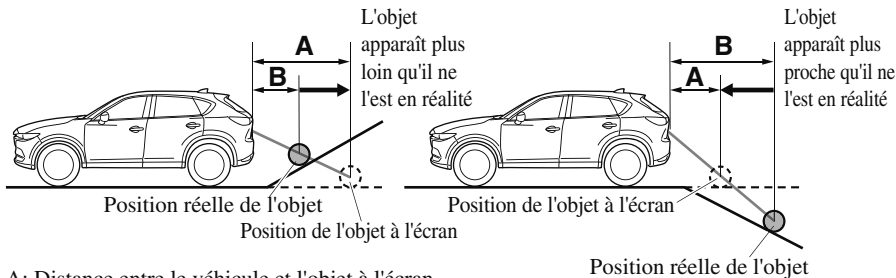 L'objet
apparaît plus
loin qu'il ne
l'est en réalité
A
B
Position réelle de l'objet
Position de l'objet à l'écran
L'objet
apparaît plus
proche qu'il ne
l'est en réalité
B
A
Position de l'objet à l'écran
Position réelle de l'objet
A: Distance entre le véhicule et l'objet à l'écran